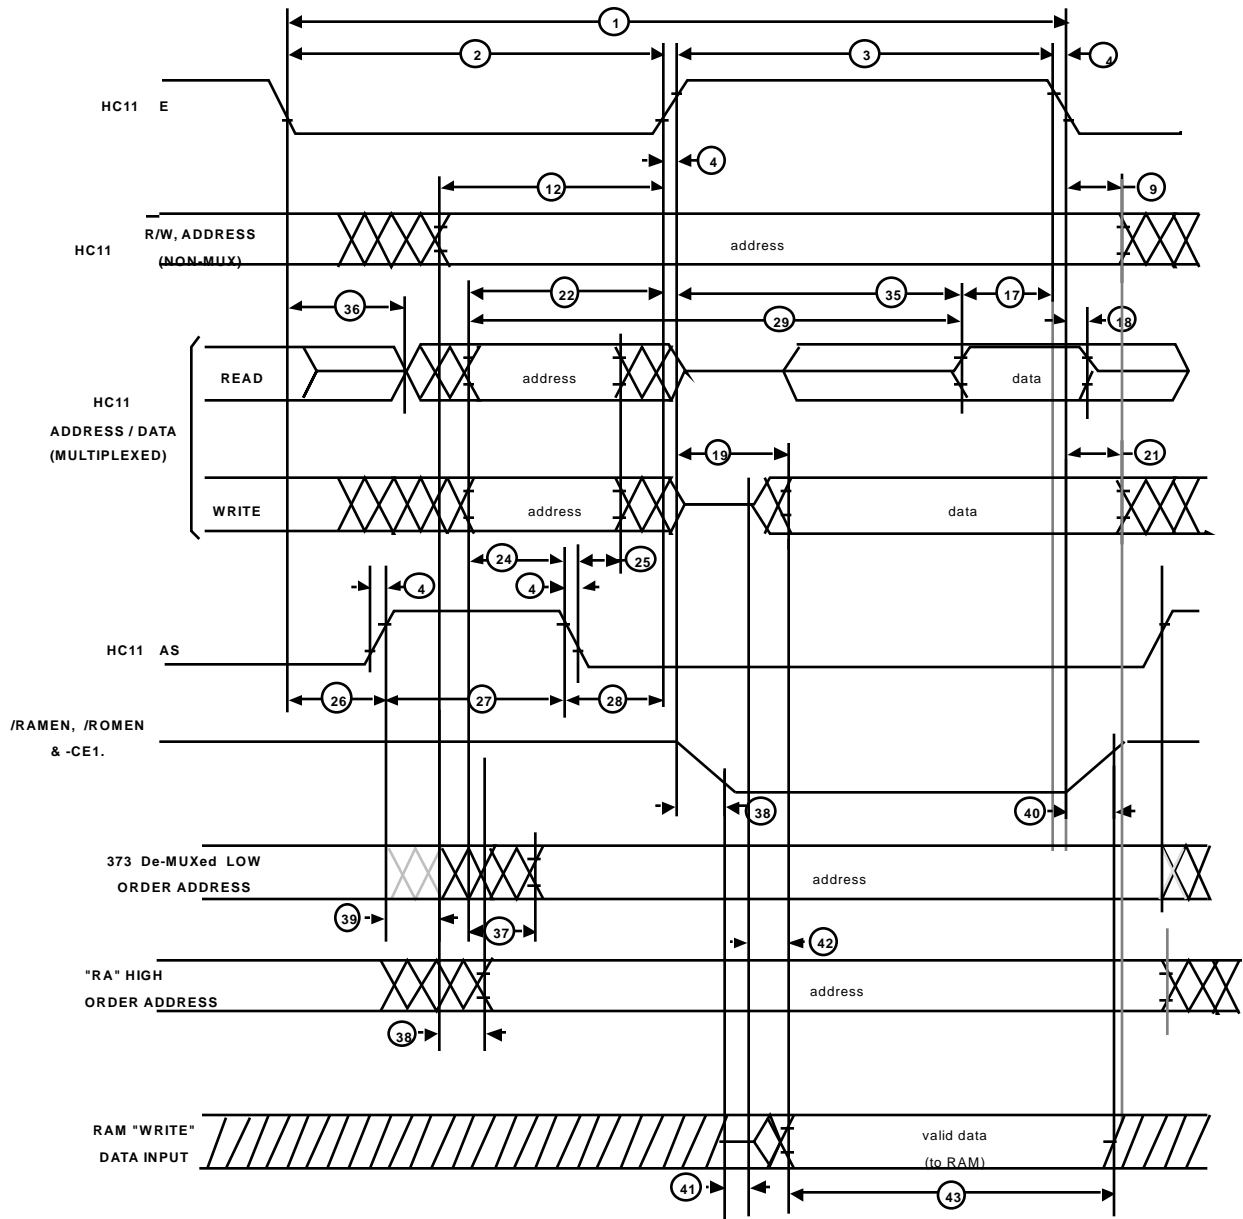 1
2
3
4
HC11 E
4
12
9
R/W, ADDRESS
HC11
address
(NON-MUX)
22
35
17
36
29
18
READ
address
data
HC11
ADDRESS / DATA
(MULTIPLEXED)
19
21
WRITE
address
data
24
25
4
4
HC11 AS
26
27
28
/RAMEN, /ROMEN
& -CE1.
38
40
373 De-MUXed LOW
ORDER ADDRESS
address
39
37
42
"RA" HIGH
ORDER ADDRESS
address
38
RAM "WRITE"
DATA INPUT
valid data
(to RAM)
41
43